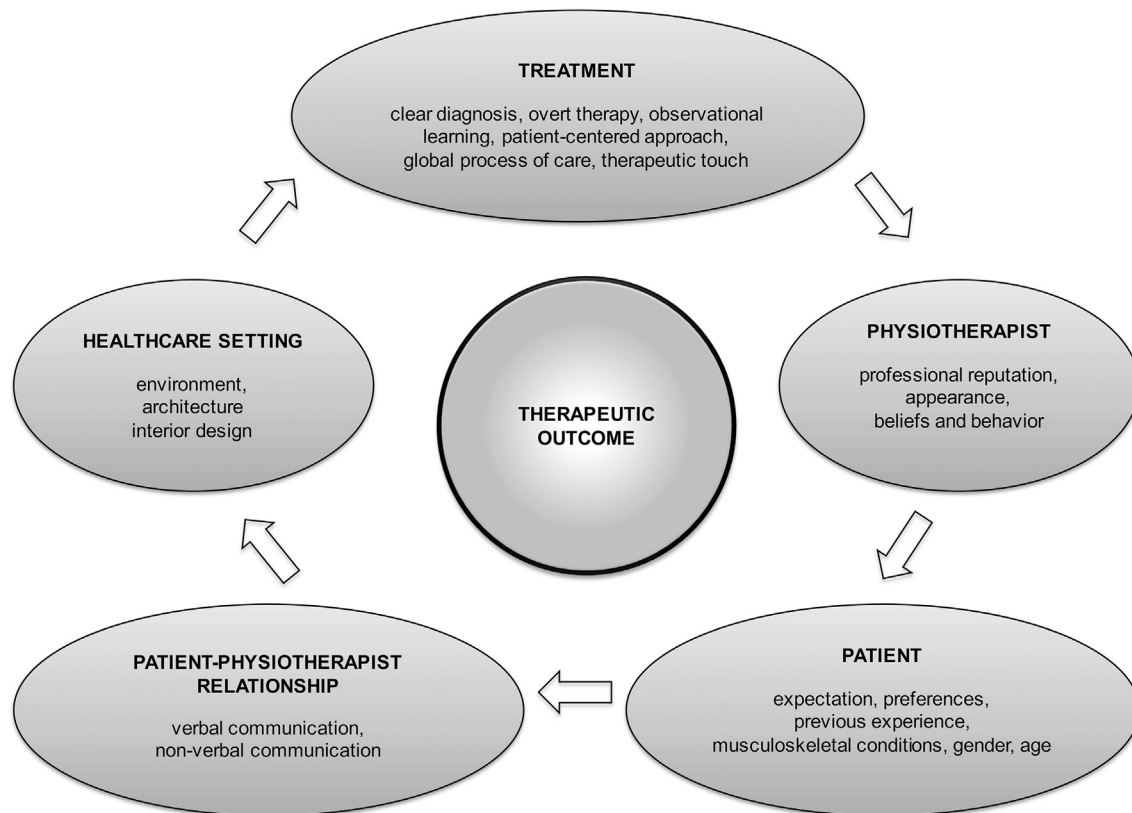 TREATMENT
clear diagnosis, overt therapy, observational
learning, patient-centered approach,
global process of care, therapeutic touch
PHYSIOTHERAPIST
professional reputation,
appearance,
beliefs and behavior
PATIENT
expectation, preferences,
previous experience,
musculoskeletal conditions, gender, age
PATIENT-PHYSIOTHERAPIST
RELATIONSHIP
verbal communication,
non-verbal communication
HEALTHCARE SETTING
environment,
architecture
interior design
THERAPEUTIC
OUTCOME